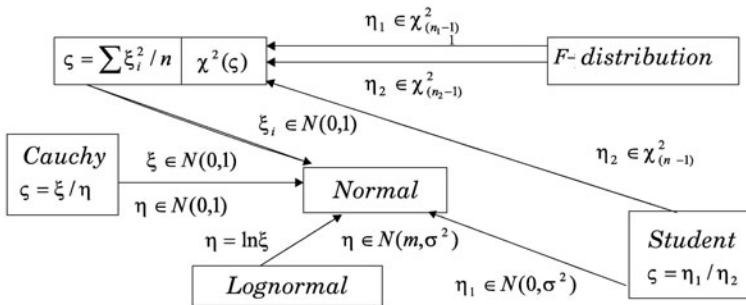 η₁ ∈ χ²₍ₙ₁₋₁₎
1
ς = ∑ξᵢ²/n χ²(ς)
F– distribution
η₂ ∈ χ²₍ₙ₂₋₁₎
ξᵢ ∈ N(0,1)
η₂ ∈ χ²₍ₙ ₋₁₎
Cauchy
ς = ξ/η
ξ ∈ N(0,1)
η ∈ N(0,1)
Normal
η = lnξ
η ∈ N(m,σ²)
Lognormal
η₁ ∈ N(0,σ²)
Student
ς = η₁/η₂